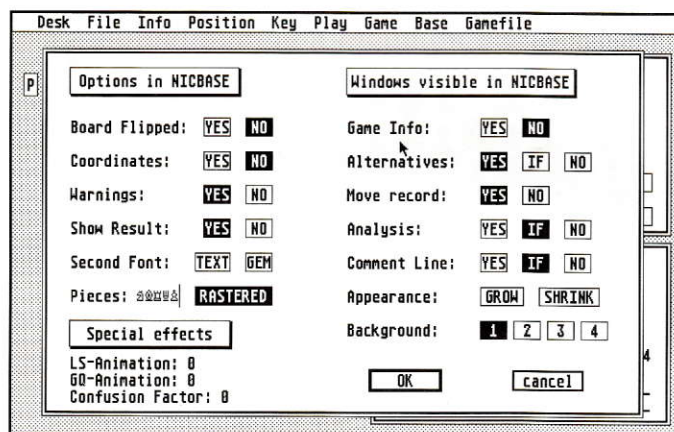 Desk File Info Position Key Play Game Base Gamefile
P
Options in NICBASE
Board Flipped: YES NO
Coordinates: YES NO
Warnings: YES NO
Show Result: YES NO
Second Font: TEXT GEM
Pieces: RASTERED
Special effects
LS-Animation: 0
GQ-Animation: 0
Confusion Factor: 0
Windows visible in NICBASE
Game Info: YES NO
Alternatives: YES IF NO
Move record: YES NO
Analysis: YES IF NO
Comment Line: YES IF NO
Appearance: GROW SHRINK
Background: 1 2 3 4
OK cancel
4